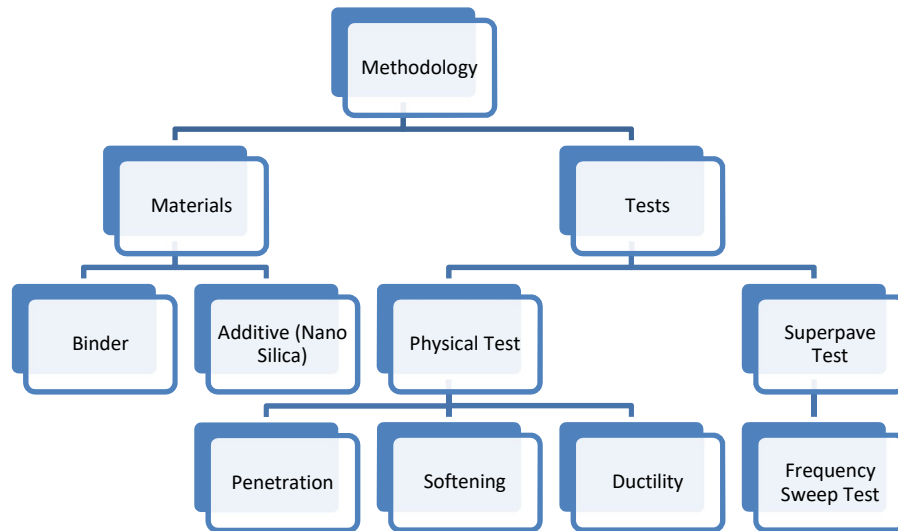 Methodology
Materials
Tests
Binder
Additive (Nano
Silica)
Physical Test
Superpave
Test
Penetration
Softening
Ductility
Frequency
Sweep Test